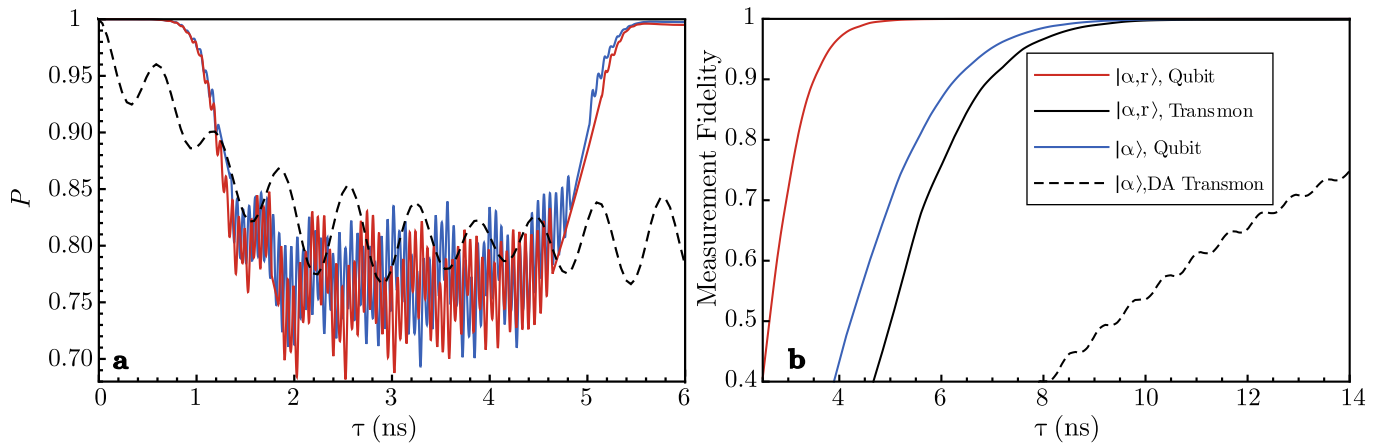 1
0.95
0.90
0.85
0.80
0.75
0.70
P
a
0 1 2 3 4 5 6
τ (ns)
1
0.9
0.8
0.7
0.6
0.5
0.4
Measurement Fidelity
|α,r⟩, Qubit
|α,r⟩, Transmon
|α⟩, Qubit
|α⟩,DA Transmon
b
4 6 8 10 12 14
τ (ns)